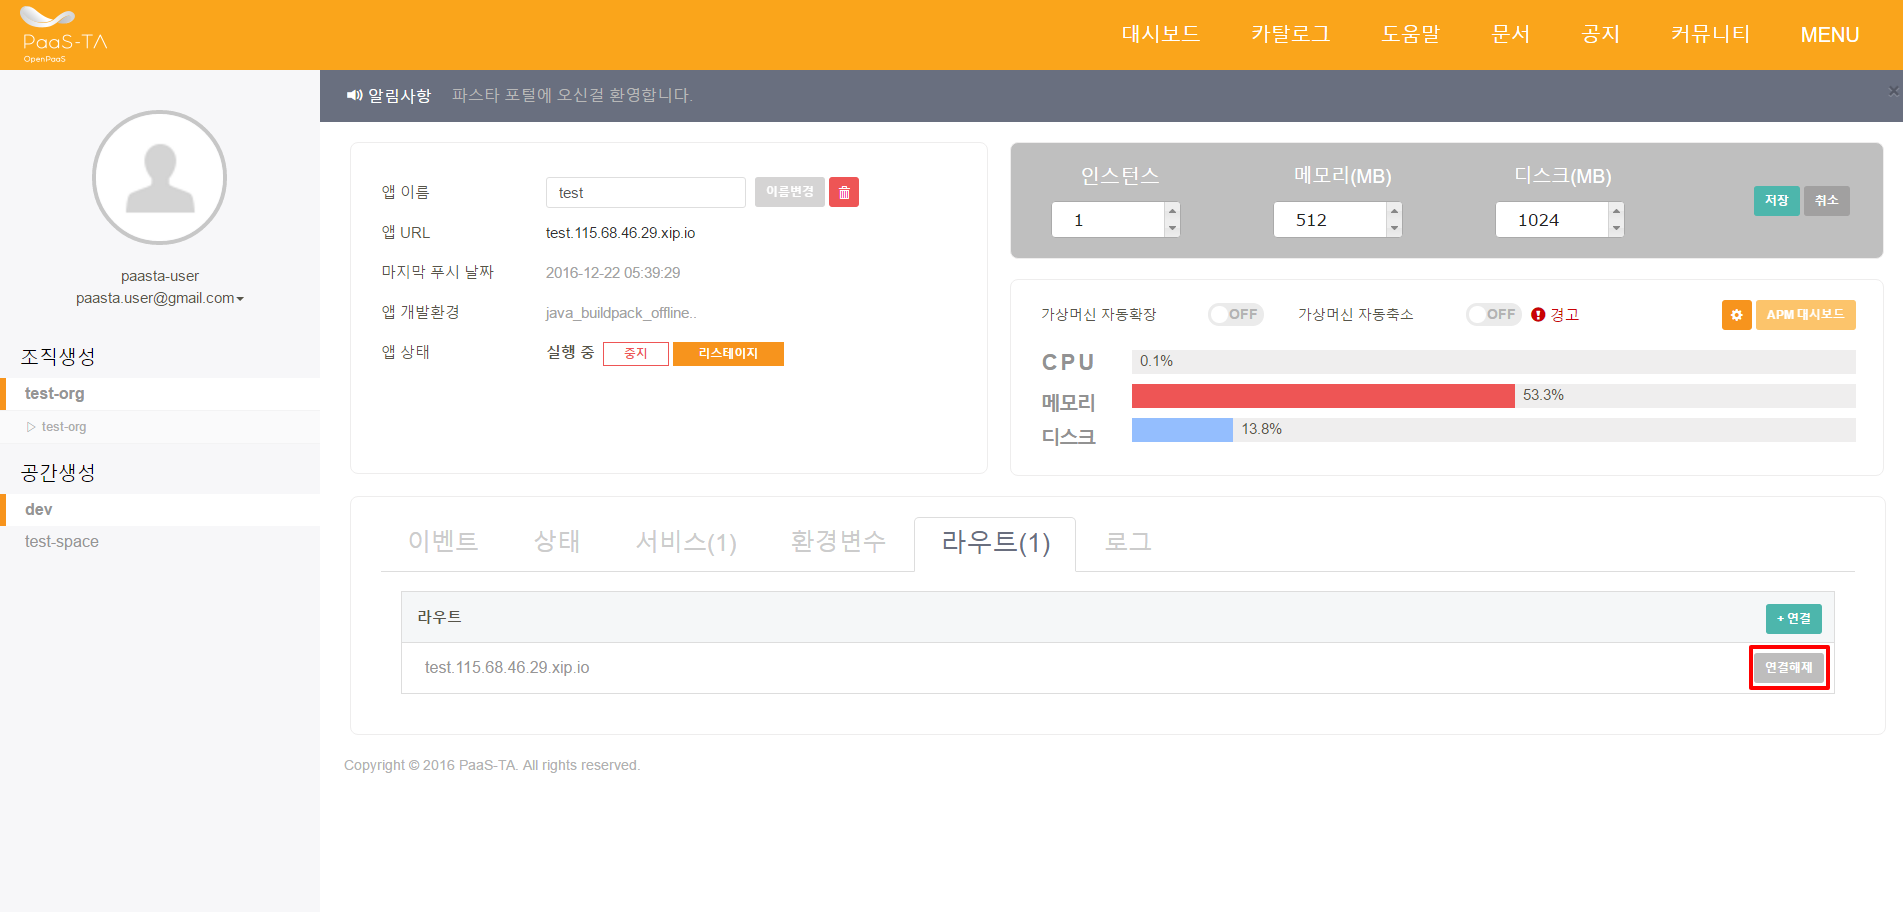 PaaS-TA
OpenPaaS
대시보드 카탈로그 도움말 문서 공지 커뮤니티 MENU
알림사항 파스타 포털에 오신걸 환영합니다.
paasta-user
paasta.user@gmail.com
조직생성
test-org
test-org
공간생성
dev
test-space
앱 이름 test 이름변경
앱 URL test.115.68.46.29.xip.io
마지막 푸시 날짜 2016-12-22 05:39:29
앱 개발환경 java_buildpack_offline..
앱 상태 실행 중 중지 리스테이지
인스턴스 메모리(MB) 디스크(MB)
1 512 1024 저장 취소
가상머신 자동확장 OFF 가상머신 자동축소 OFF 경고 APM 대시보드
CPU 0.1%
메모리 53.3%
디스크 13.8%
이벤트 상태 서비스(1) 환경변수 라우트(1) 로그
라우트 + 연결
test.115.68.46.29.xip.io 연결해제
Copyright © 2016 PaaS-TA. All rights reserved.